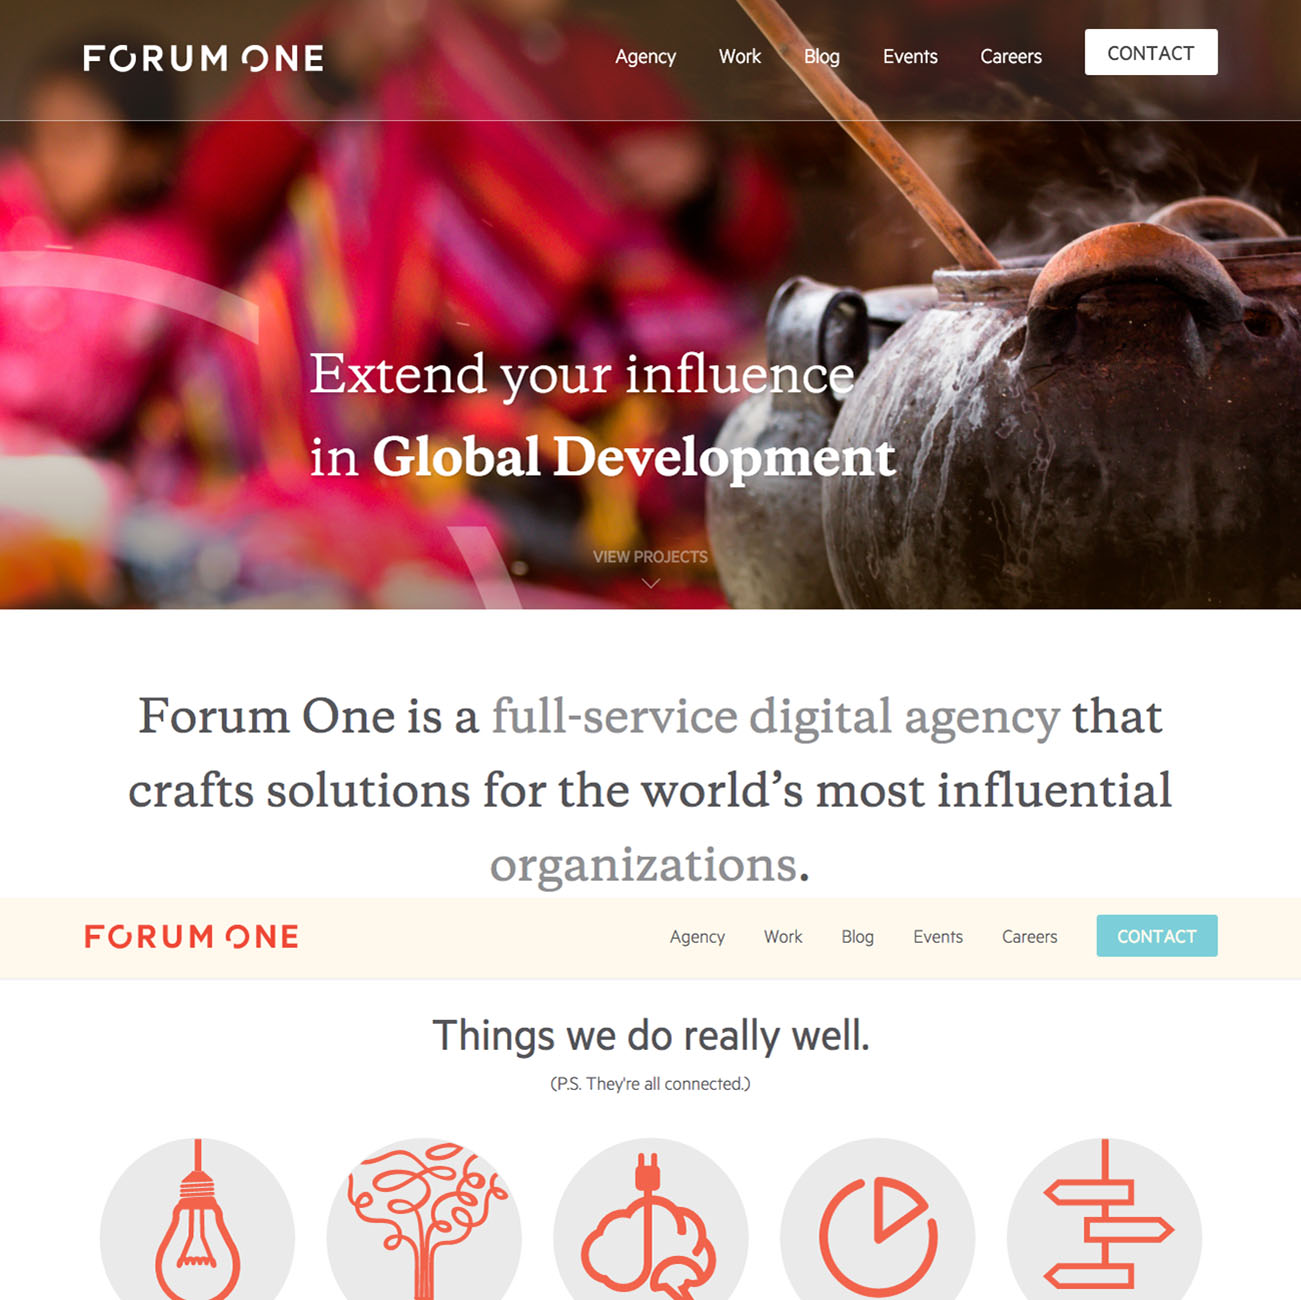 FORUM ONE
Agency Work Blog Events Careers CONTACT
Extend your influence
in Global Development
VIEW PROJECTS
Forum One is a full-service digital agency that
crafts solutions for the world’s most influential
organizations.
FORUM ONE
Agency Work Blog Events Careers CONTACT
Things we do really well.
(P.S. They're all connected.)